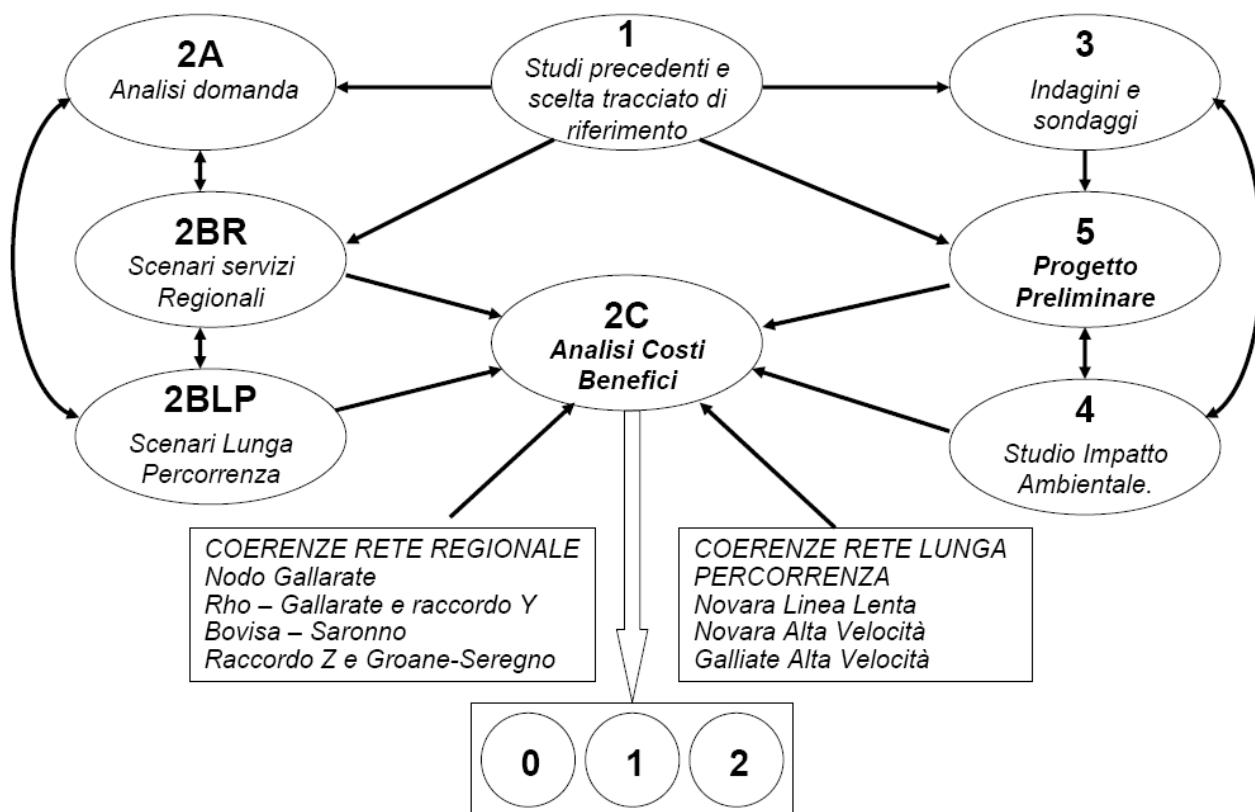 2A
Analisi domanda
1
Studi precedenti e
scelta tracciato di
riferimento
3
Indagini e
sondaggi
2BR
Scenari servizi
Regionali
5
Progetto
Preliminare
2C
Analisi Costi
Benefici
2BLP
Scenari Lunga
Percorrenza
4
Studio Impatto
Ambientale.
COERENZE RETE REGIONALE
Nodo Gallarate
Rho – Gallarate e raccordo Y
Bovisa – Saronno
Raccordo Z e Groane-Seregno
COERENZE RETE LUNGA
PERCORRENZA
Novara Linea Lenta
Novara Alta Velocità
Galliate Alta Velocità
0
1
2